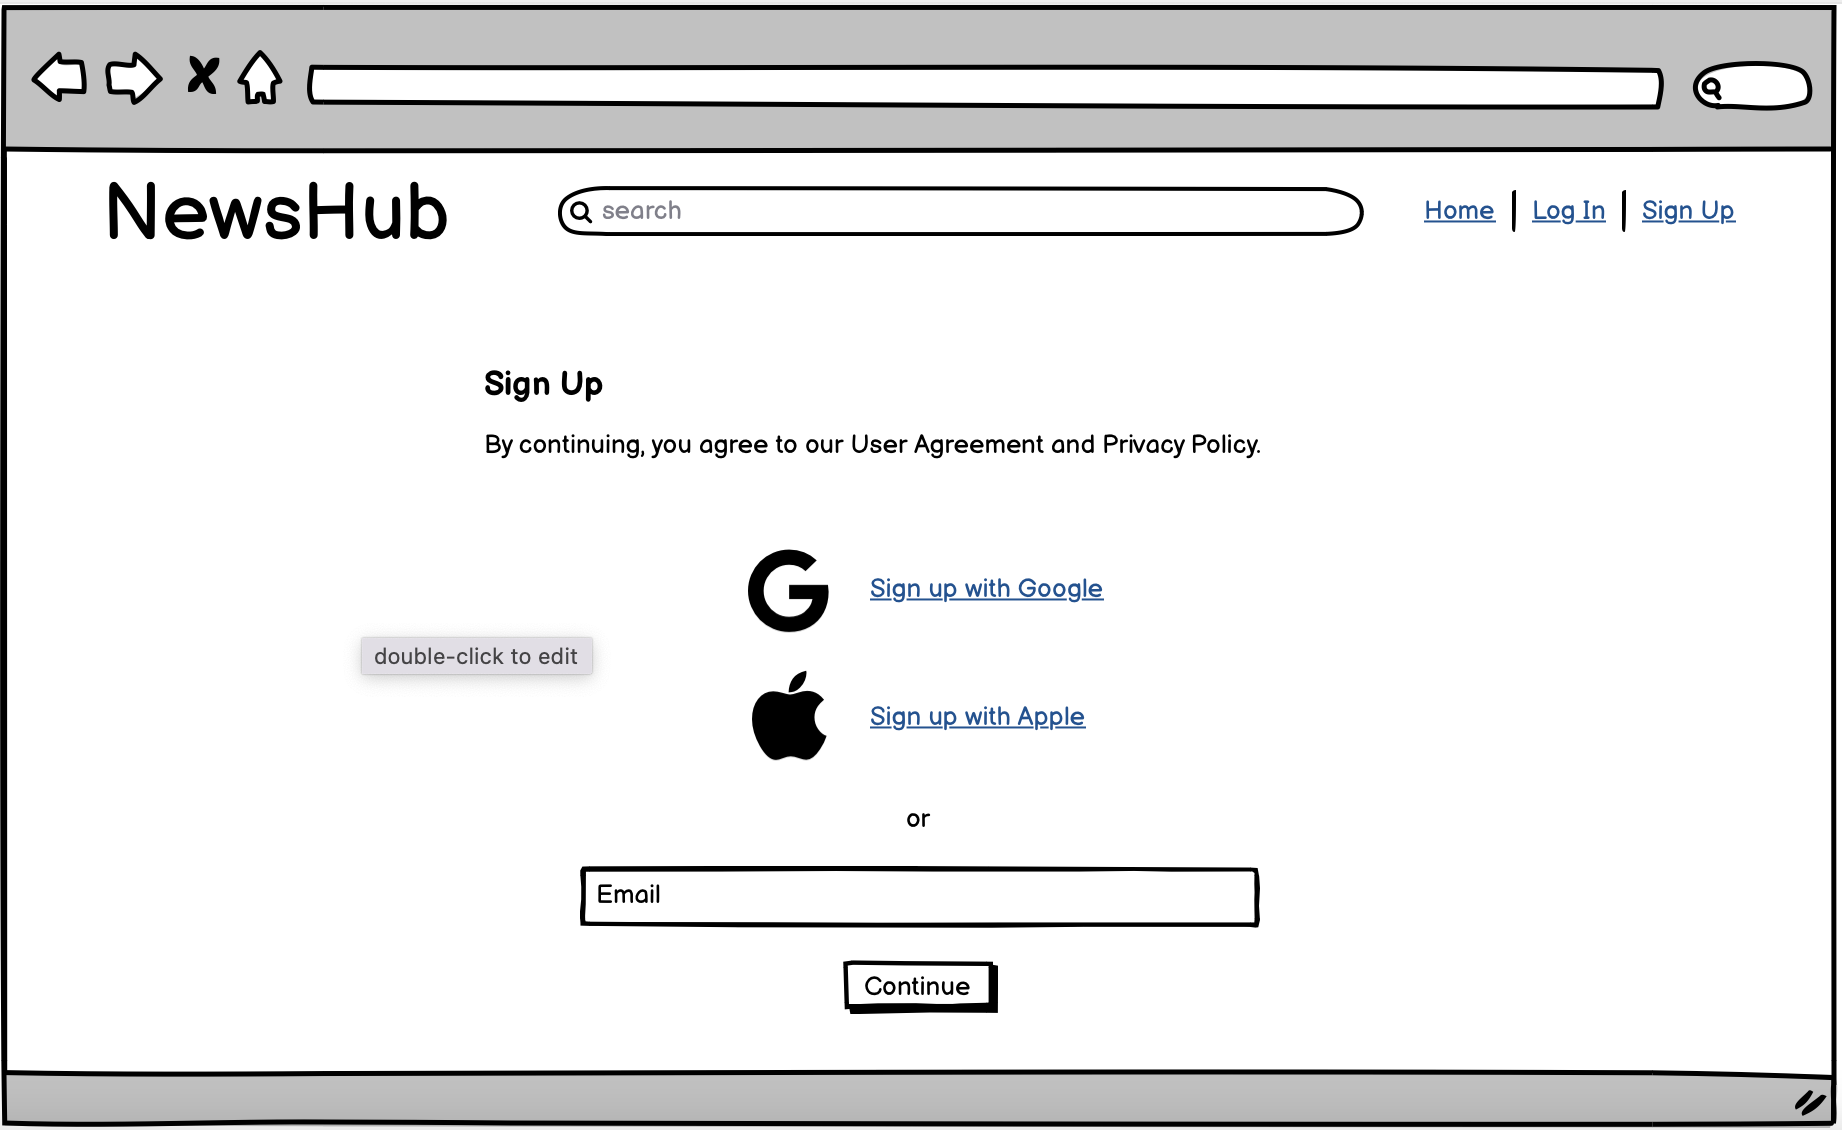 NewsHub
search
Home | Log In | Sign Up
Sign Up
By continuing, you agree to our User Agreement and Privacy Policy.
Sign up with Google
double-click to edit
Sign up with Apple
or
Email
Continue